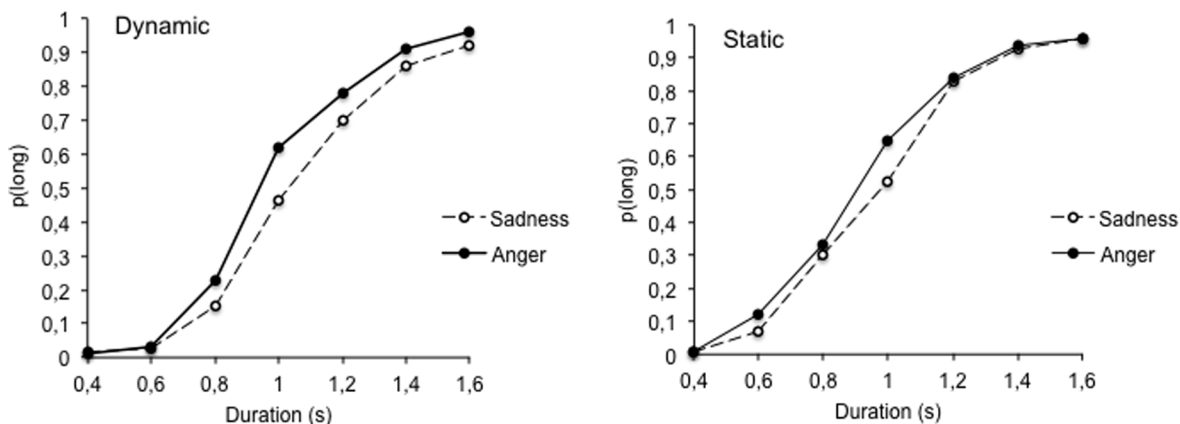 Dynamic
1
0,9
0,8
0,7
0,6
0,5
0,4
0,3
0,2
0,1
0
p(long)
0,4 0,6 0,8 1 1,2 1,4 1,6
Duration (s)
Sadness
Anger
Static
1
0,9
0,8
0,7
0,6
0,5
0,4
0,3
0,2
0,1
0
p(long)
0,4 0,6 0,8 1 1,2 1,4 1,6
Duration (s)
Sadness
Anger